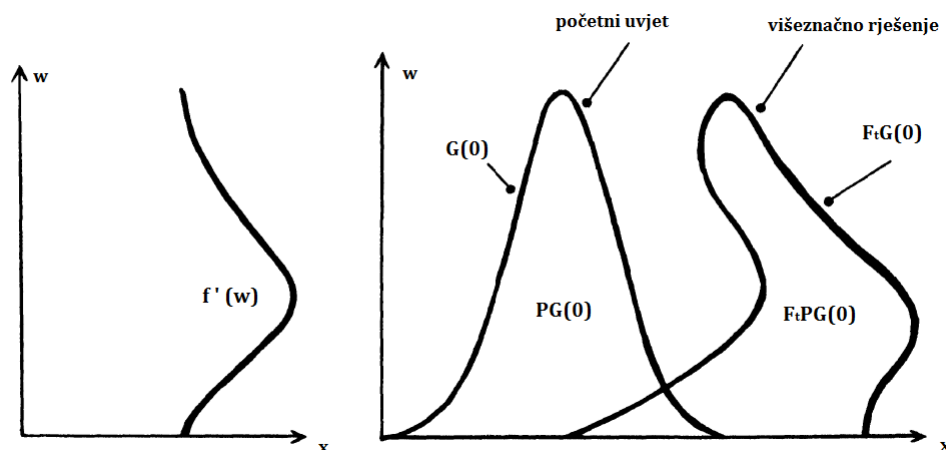 w
f ' (w)
x
početni uvjet
višeznačno rješenje
w
G(0)
FtG(0)
PG(0)
FtPG(0)
x